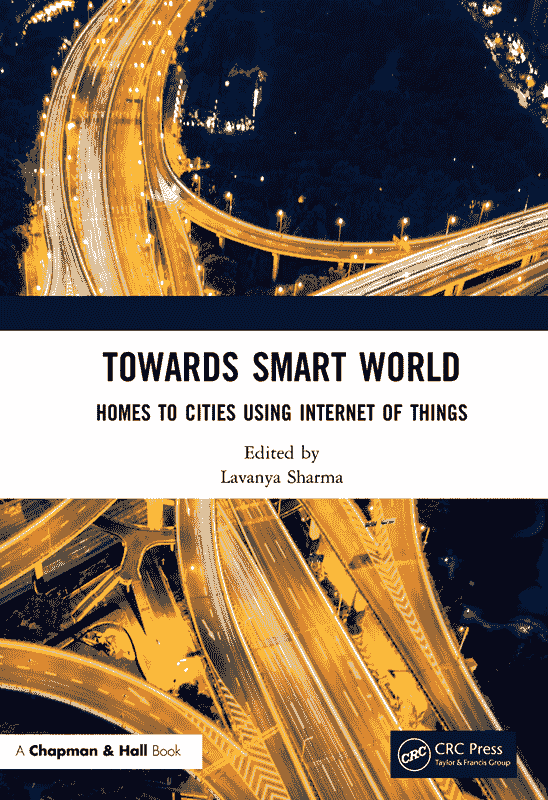 TOWARDS SMART WORLD
HOMES TO CITIES USING INTERNET OF THINGS
Edited by
Lavanya Sharma
A Chapman & Hall Book
CRC
CRC Press
Taylor & Francis Group